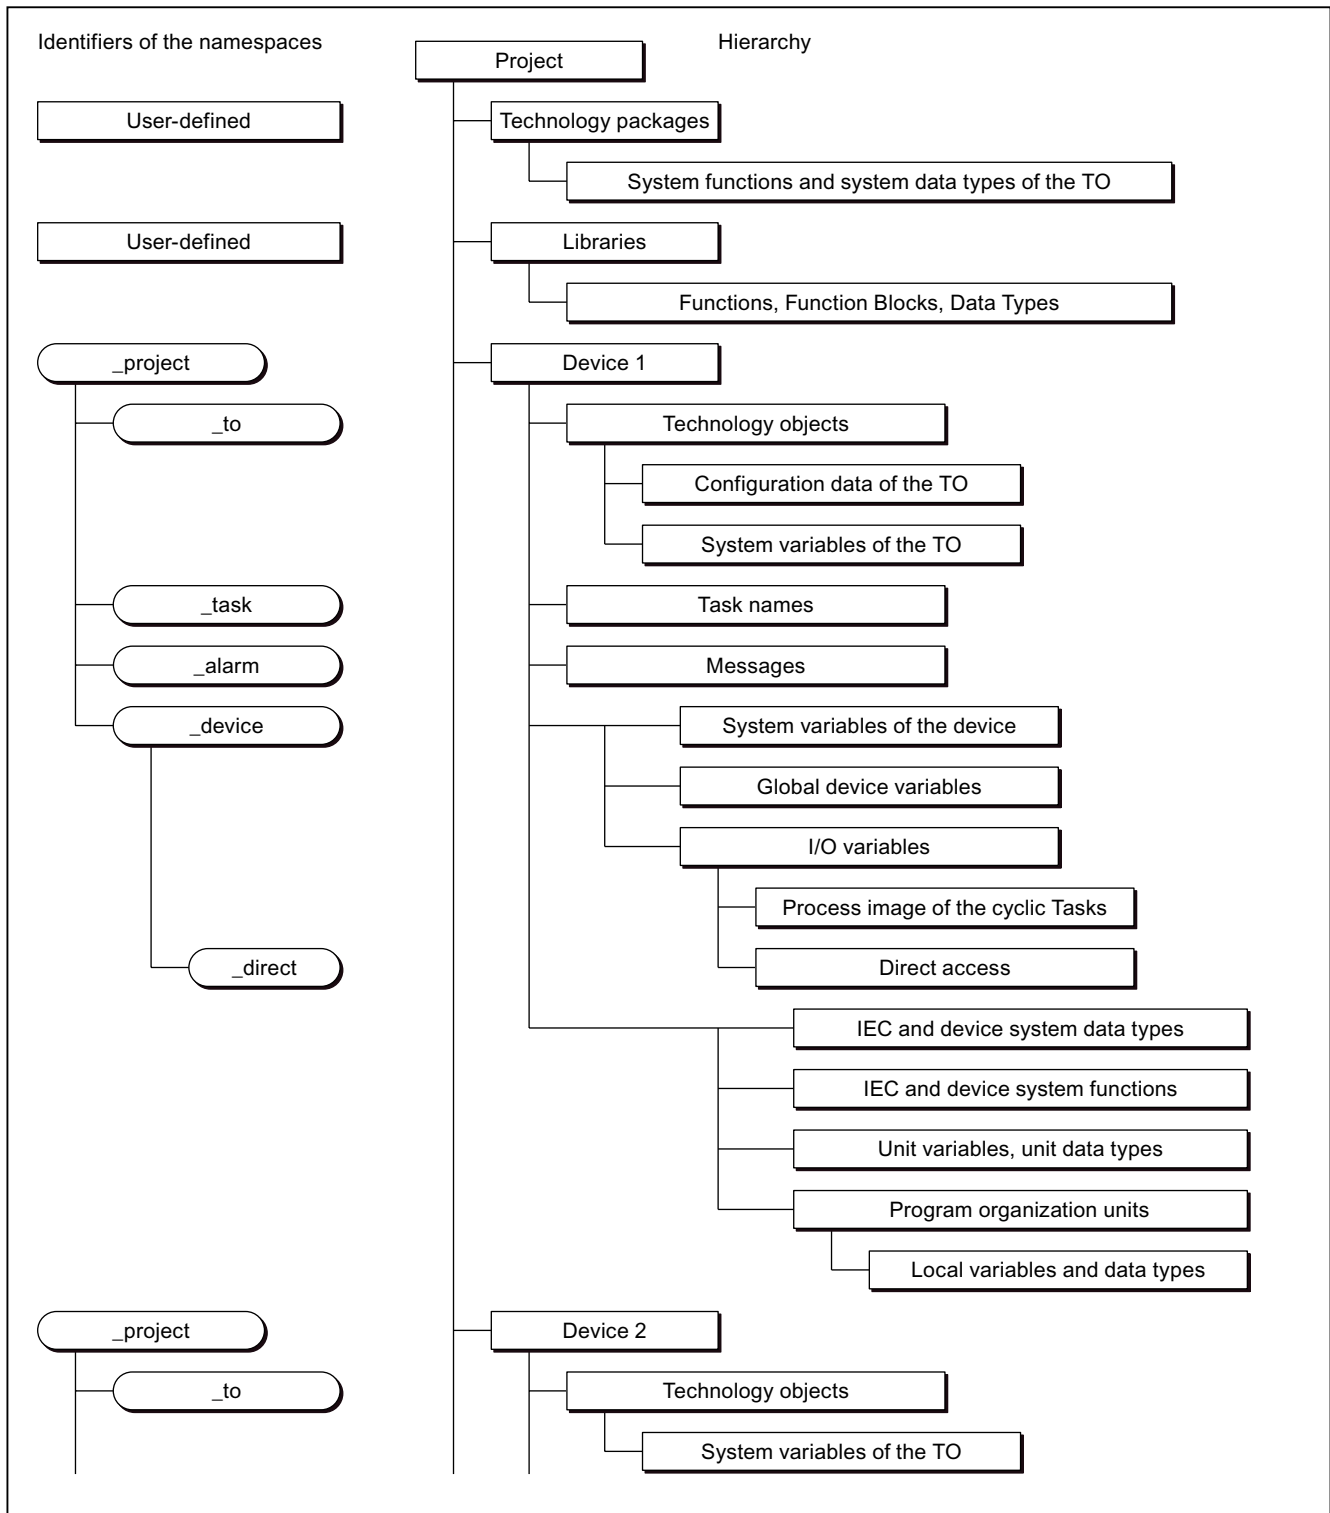 Identifiers of the namespaces
Hierarchy
Project
User-defined
Technology packages
System functions and system data types of the TO
User-defined
Libraries
Functions, Function Blocks, Data Types
_project
Device 1
_to
Technology objects
Configuration data of the TO
System variables of the TO
_task
Task names
_alarm
Messages
_device
System variables of the device
Global device variables
I/O variables
Process image of the cyclic Tasks
_direct
Direct access
IEC and device system data types
IEC and device system functions
Unit variables, unit data types
Program organization units
Local variables and data types
_project
Device 2
_to
Technology objects
System variables of the TO